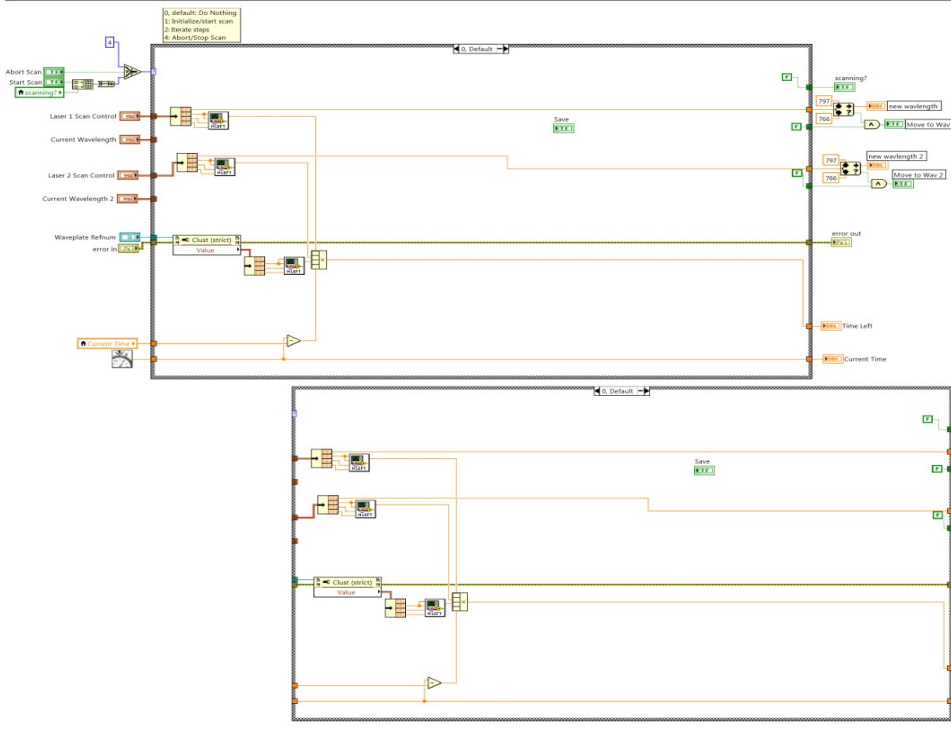 0, default: Do Nothing
1: Initialize/start scan
2: Iterate steps
4: Abort/Stop Scan
4
0, Default
Abort Scan
Start Scan
scanning?
Laser 1 Scan Control
Current Wavelength
Laser 2 Scan Control
Current Wavelength 2
Waveplate Refnum
error in
Clust (strict)
Value
Current Time
Save
F
scanning?
797
766
new wavlength
F
Move to Wav
797
766
new wavlength 2
F
Move to Wav 2
error out
Time Left
Current Time
0, Default
F
Save
F
F
Clust (strict)
Value